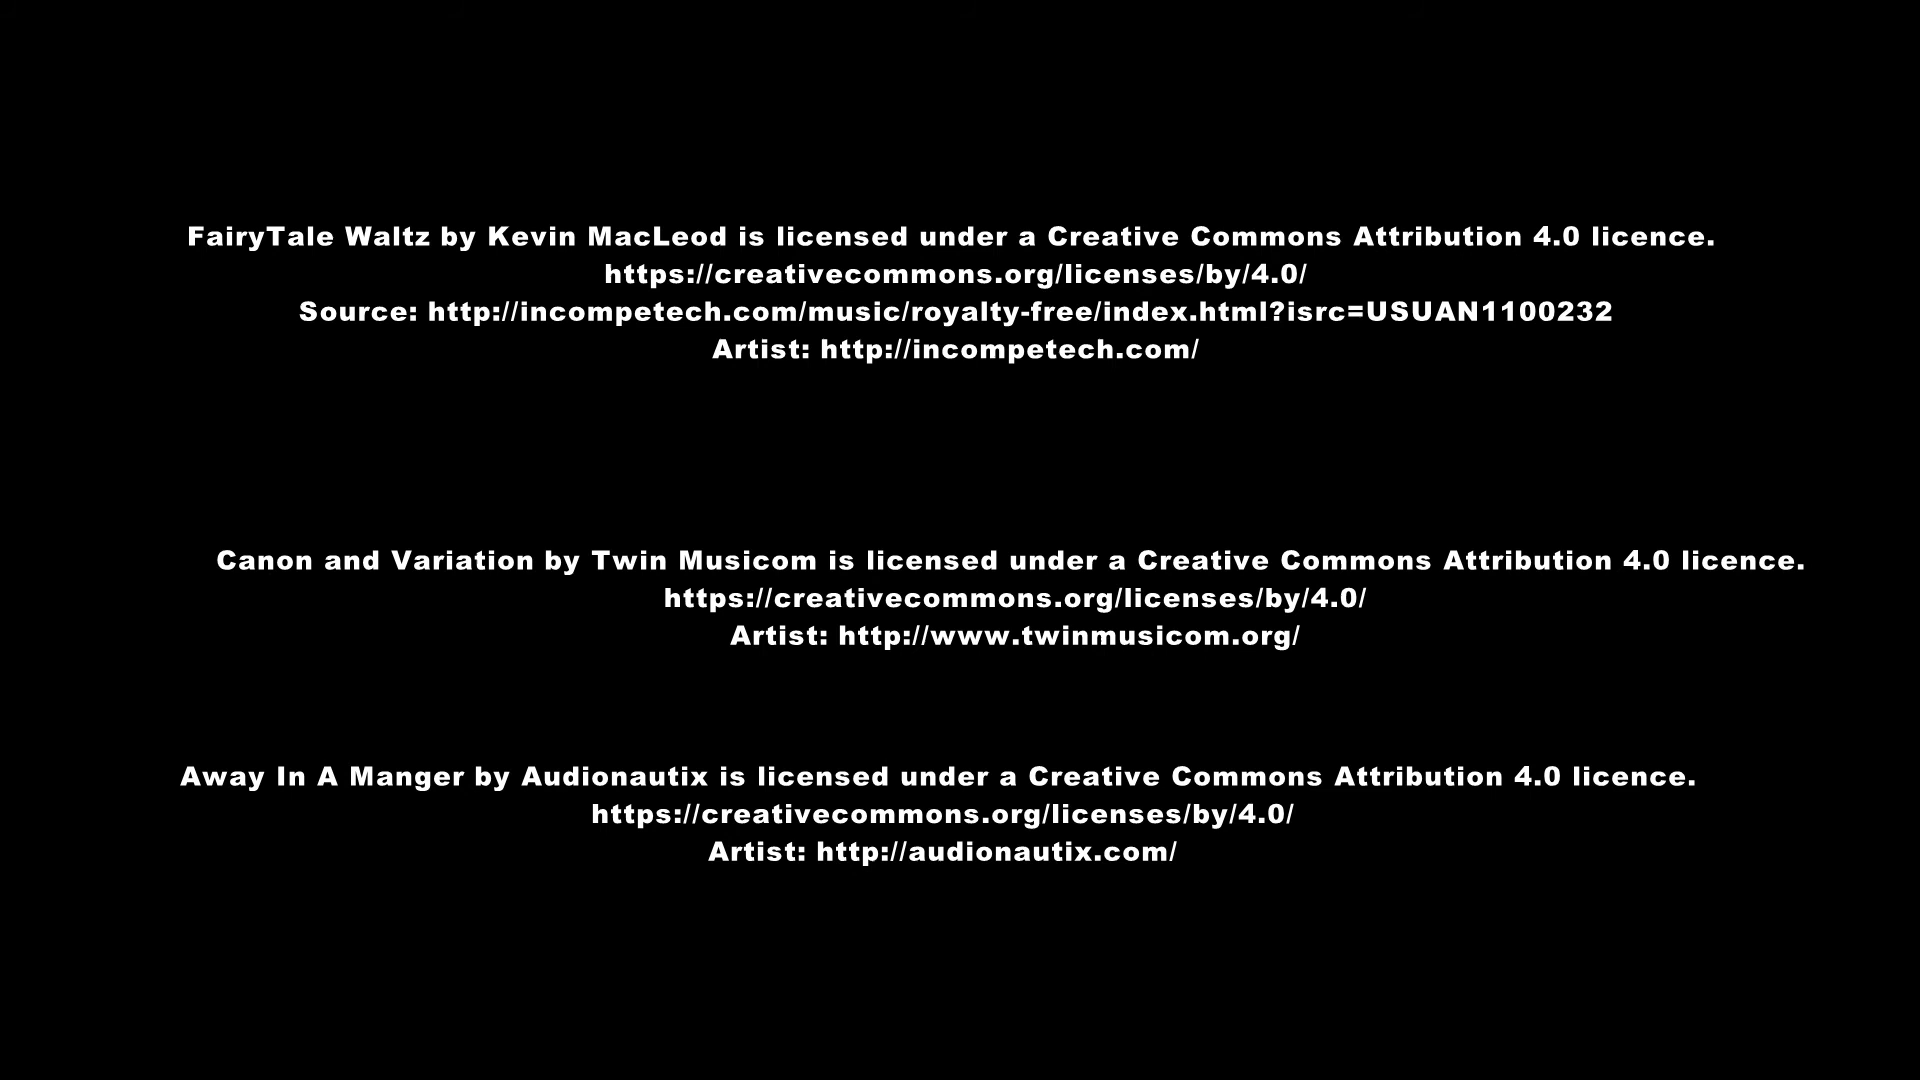 FairyTale Waltz by Kevin MacLeod is licensed under a Creative Commons Attribution 4.0 licence.
https://creativecommons.org/licenses/by/4.0/
Source: http://incompetech.com/music/royalty-free/index.html?isrc=USUAN1100232
Artist: http://incompetech.com/
Canon and Variation by Twin Musicom is licensed under a Creative Commons Attribution 4.0 licence.
https://creativecommons.org/licenses/by/4.0/
Artist: http://www.twinmusicom.org/
Away In A Manger by Audionautix is licensed under a Creative Commons Attribution 4.0 licence.
https://creativecommons.org/licenses/by/4.0/
Artist: http://audionautix.com/